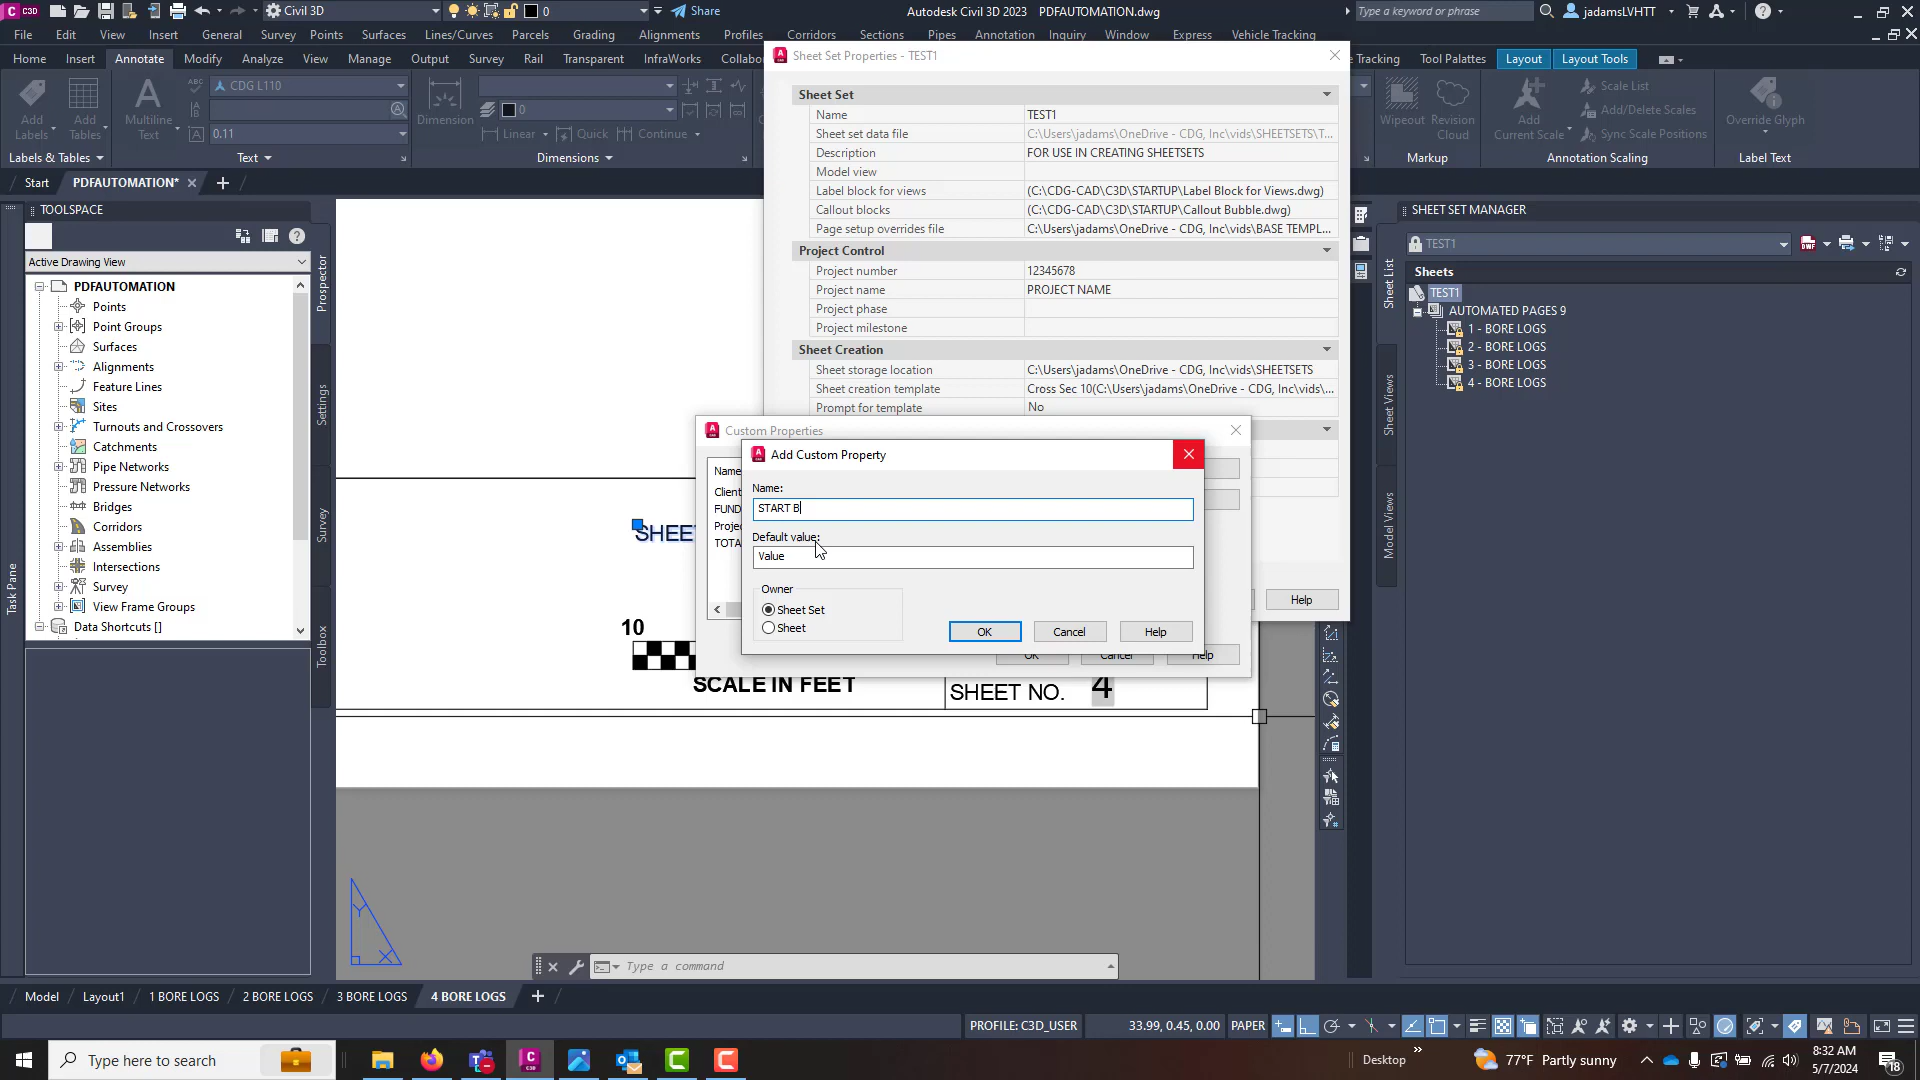 C3D
Civil 3D
0
Share
Autodesk Civil 3D 2023 PDFAUTOMATION.dwg
Type a keyword or phrase
jadamsLVHTT
File Edit View Insert General Survey Points Surfaces Lines/Curves Parcels Grading Alignments Profiles Corridors Sections Pipes Annotation Inquiry Window Express Vehicle Tracking
Home Insert Annotate Modify Analyze View Manage Output Survey Rail Transparent InfraWorks Tracking Tool Palettes Layout Layout Tools
Add Labels
Add Tables
Labels & Tables
Multiline Text
CDG L110
0.11
Text
Dimension
0
Linear Quick Continue
Dimensions
Wipeout
Revision Cloud
Markup
Add Current Scale
Scale List
Add/Delete Scales
Sync Scale Positions
Annotation Scaling
Override Glyph
Label Text
Start
PDFAUTOMATION*
TOOLSPACE
Active Drawing View
PDFAUTOMATION
Points
Point Groups
Surfaces
Alignments
Feature Lines
Sites
Turnouts and Crossovers
Catchments
Pipe Networks
Pressure Networks
Bridges
Corridors
Assemblies
Intersections
Survey
View Frame Groups
Data Shortcuts []
Prospector
Settings
Survey
Toolbox
Task Pane
Sheet Set Properties - TEST1
Sheet Set
Name TEST1
Sheet set data file C:\Users\jadams\OneDrive - CDG, Inc\vids\SHEETSETS\T...
Description FOR USE IN CREATING SHEETSETS
Model view
Label block for views (C:\CDG-CAD\C3D\STARTUP\Label Block for Views.dwg)
Callout blocks (C:\CDG-CAD\C3D\STARTUP\Callout Bubble.dwg)
Page setup overrides file C:\Users\jadams\OneDrive - CDG, Inc\vids\BASE TEMPL...
Project Control
Project number 12345678
Project name PROJECT NAME
Project phase
Project milestone
Sheet Creation
Sheet storage location C:\Users\jadams\OneDrive - CDG, Inc\vids\SHEETSETS
Sheet creation template Cross Sec 10(C:\Users\jadams\OneDrive - CDG, Inc\vids\...
Prompt for template No
Help
Custom Properties
Name
Client
FUND
Projec
TOTA
OK Cancel Help
Add Custom Property
Name:
START B
Default value:
Value
Owner
Sheet Set
Sheet
OK Cancel Help
SHEE
10
SCALE IN FEET
SHEET NO. 4
Y
X
SHEET SET MANAGER
TEST1
Sheets
TEST1
AUTOMATED PAGES 9
1 - BORE LOGS
2 - BORE LOGS
3 - BORE LOGS
4 - BORE LOGS
Sheet List
Sheet Views
Model Views
Type a command
Model Layout1 1 BORE LOGS 2 BORE LOGS 3 BORE LOGS 4 BORE LOGS
PROFILE: C3D_USER 33.99, 0.45, 0.00 PAPER
Type here to search
Desktop
77°F Partly sunny
8:32 AM
5/7/2024
18